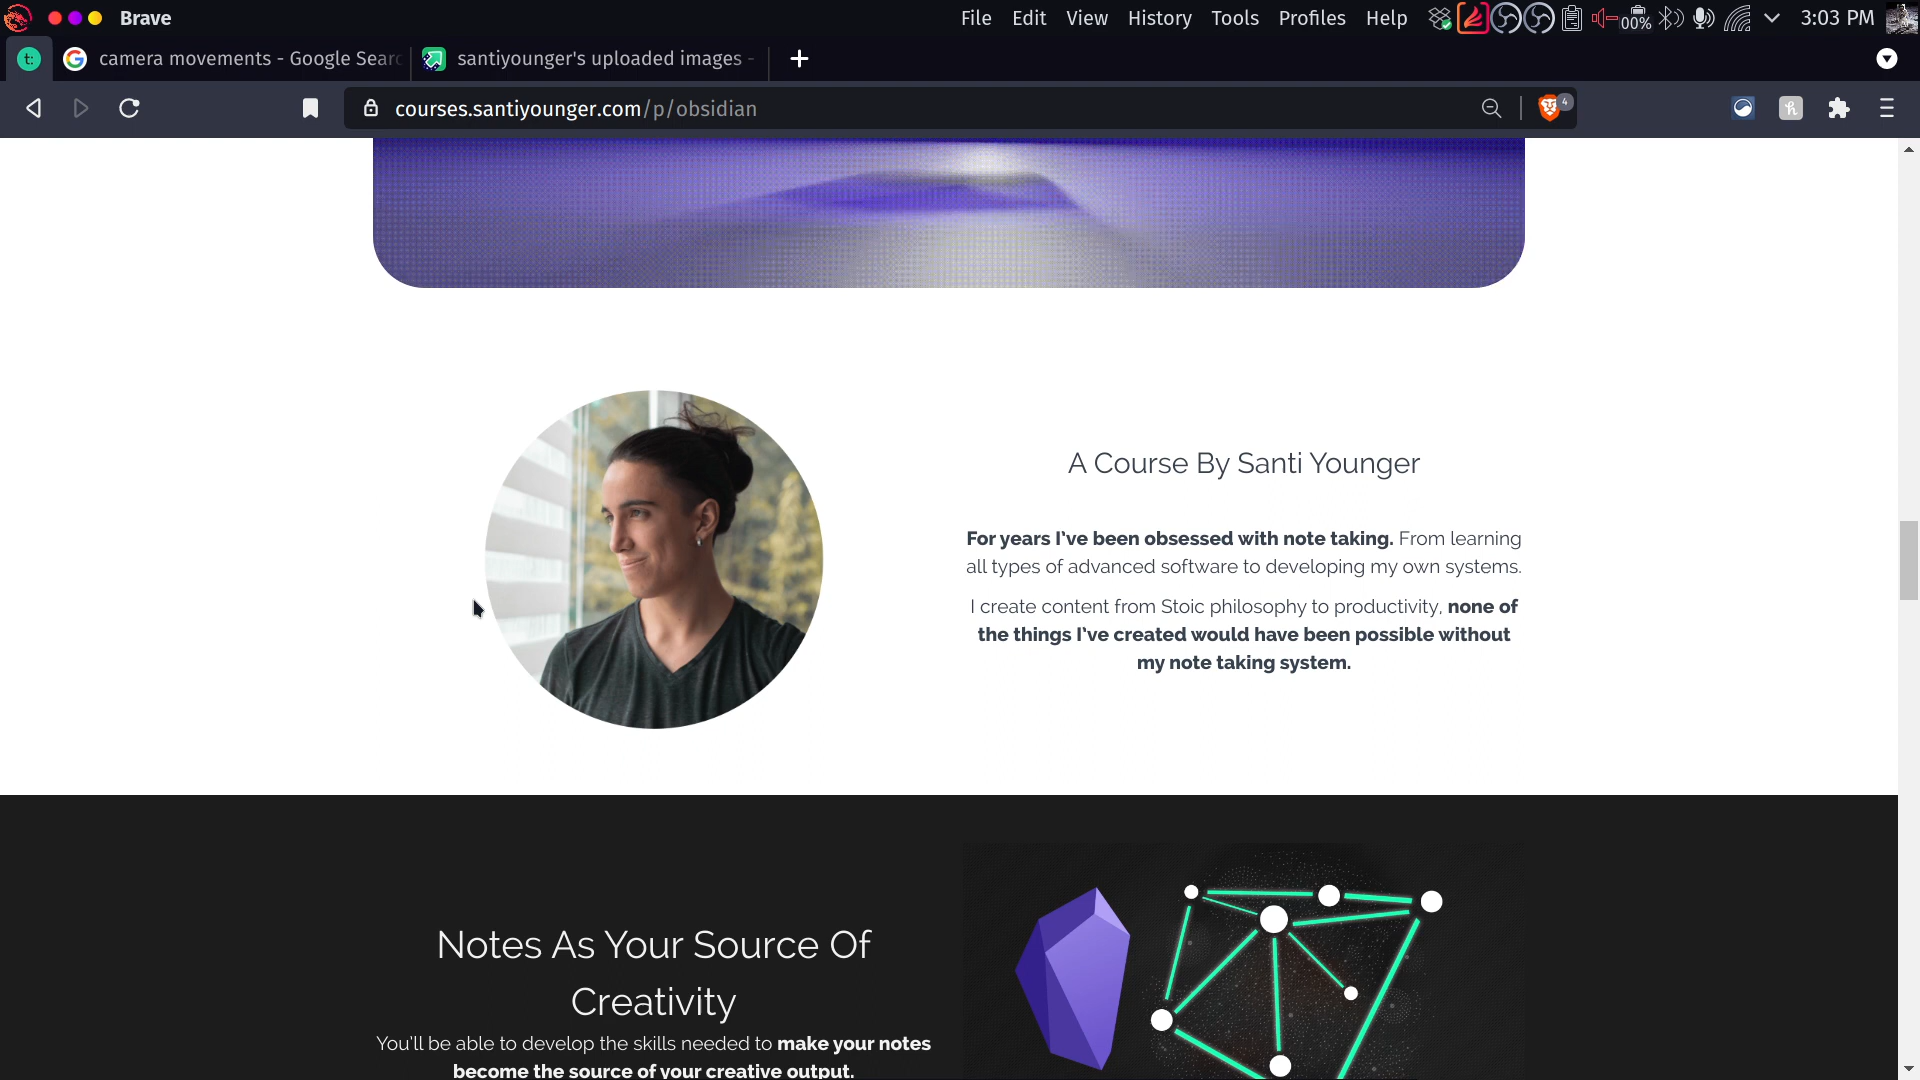 Brave
File Edit View History Tools Profiles Help
00%
3:03 PM
t:
camera movements - Google Searc
santiyounger's uploaded images -
courses.santiyounger.com/p/obsidian
4
A Course By Santi Younger
For years I've been obsessed with note taking. From learning
all types of advanced software to developing my own systems.
I create content from Stoic philosophy to productivity, none of
the things I've created would have been possible without
my note taking system.
Notes As Your Source Of
Creativity
You'll be able to develop the skills needed to make your notes
become the source of your creative output.